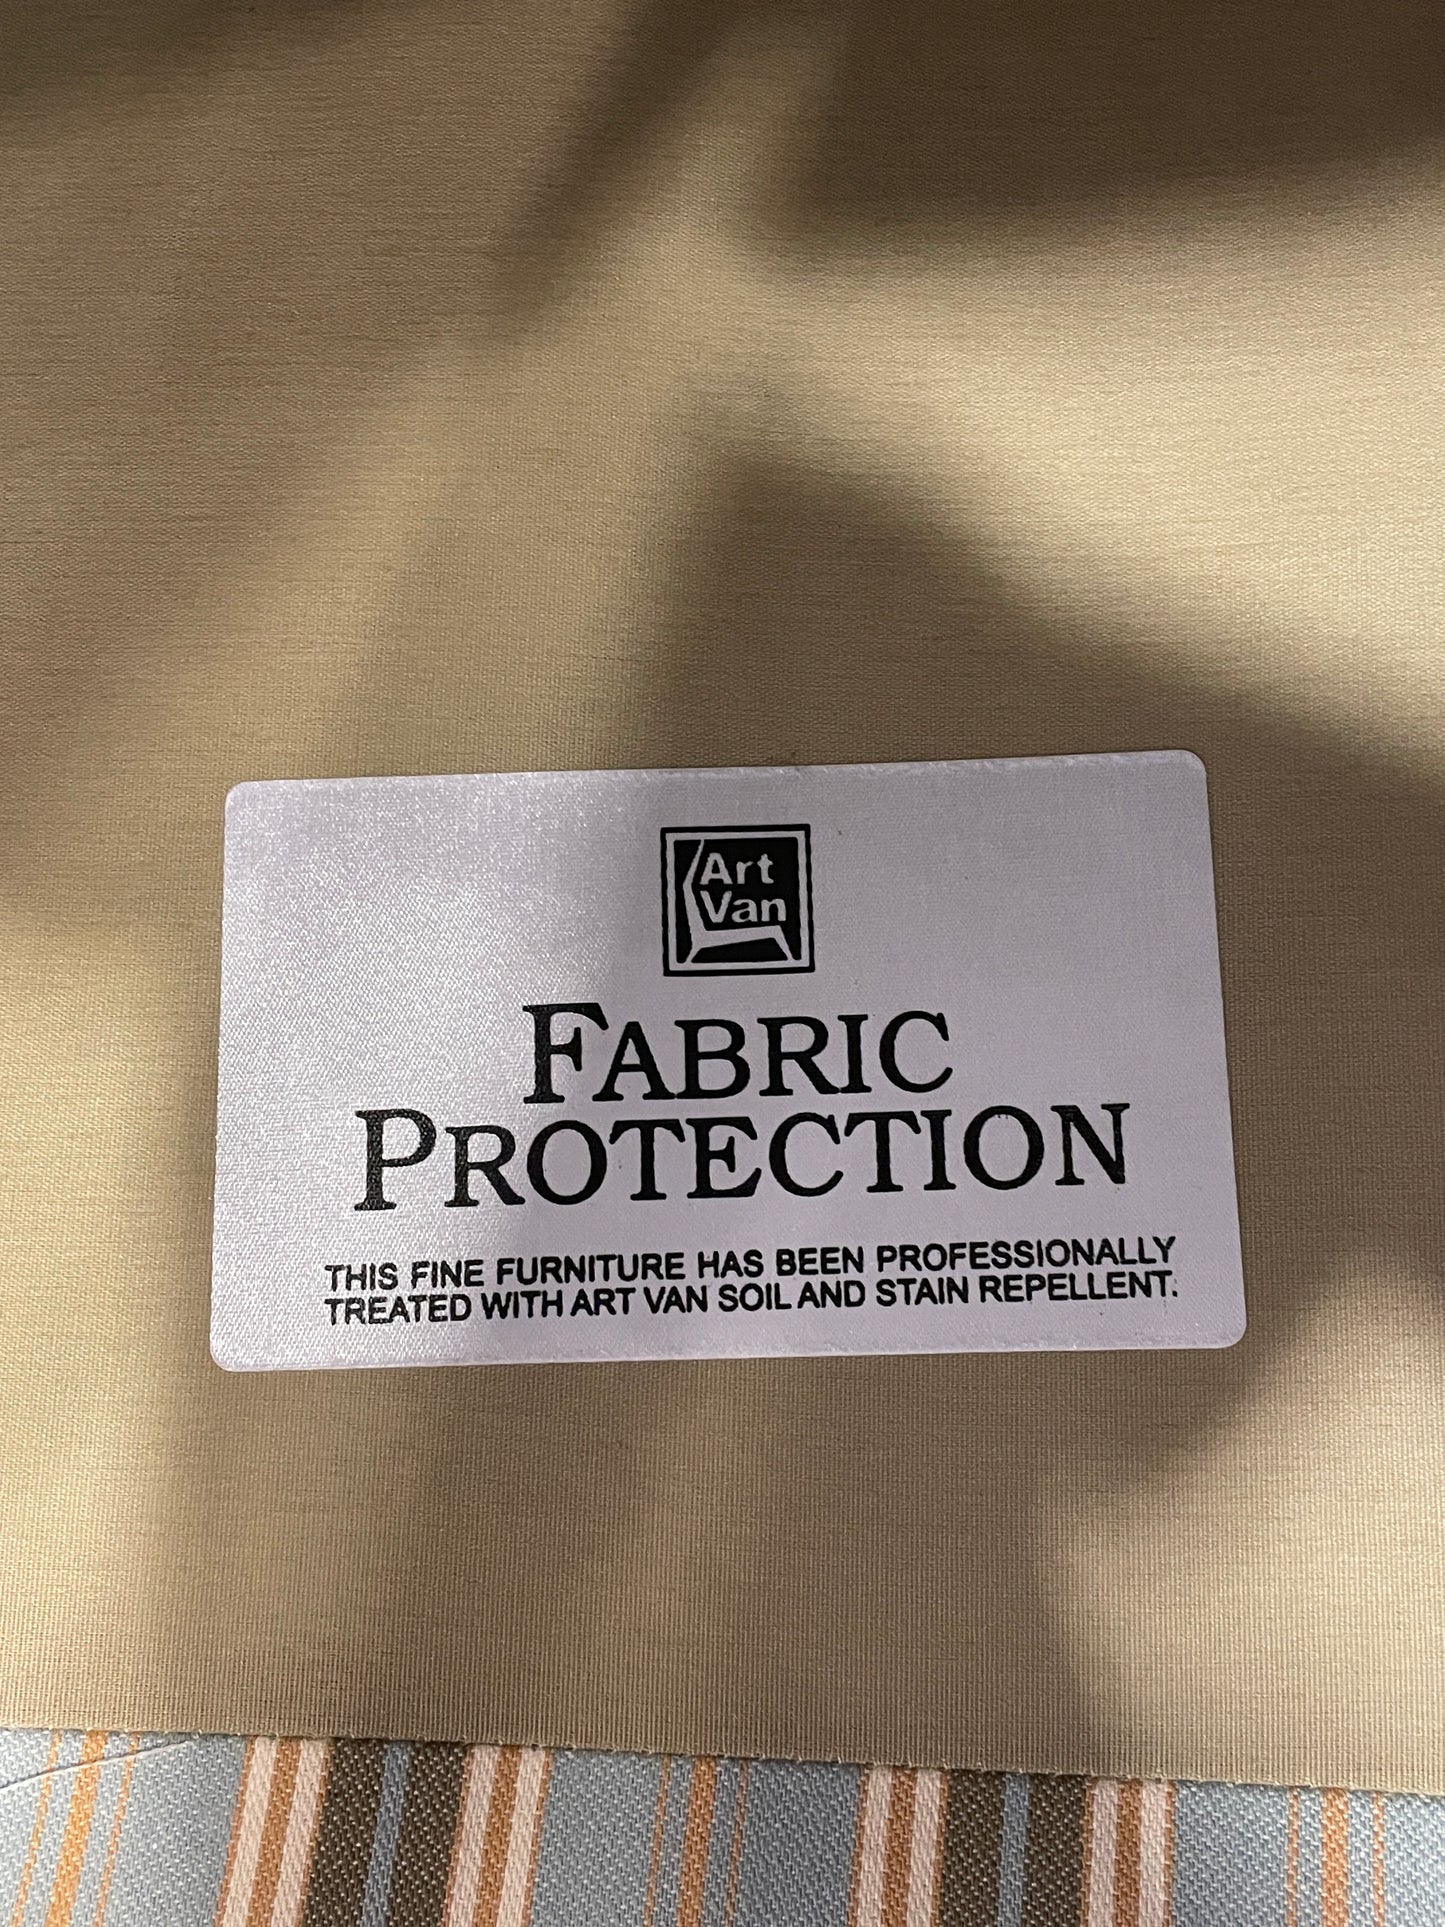 Art
Van
FABRIC
PROTECTION
THIS FINE FURNITURE HAS BEEN PROFESSIONALLY
TREATED WITH ART VAN SOIL AND STAIN REPELLENT.